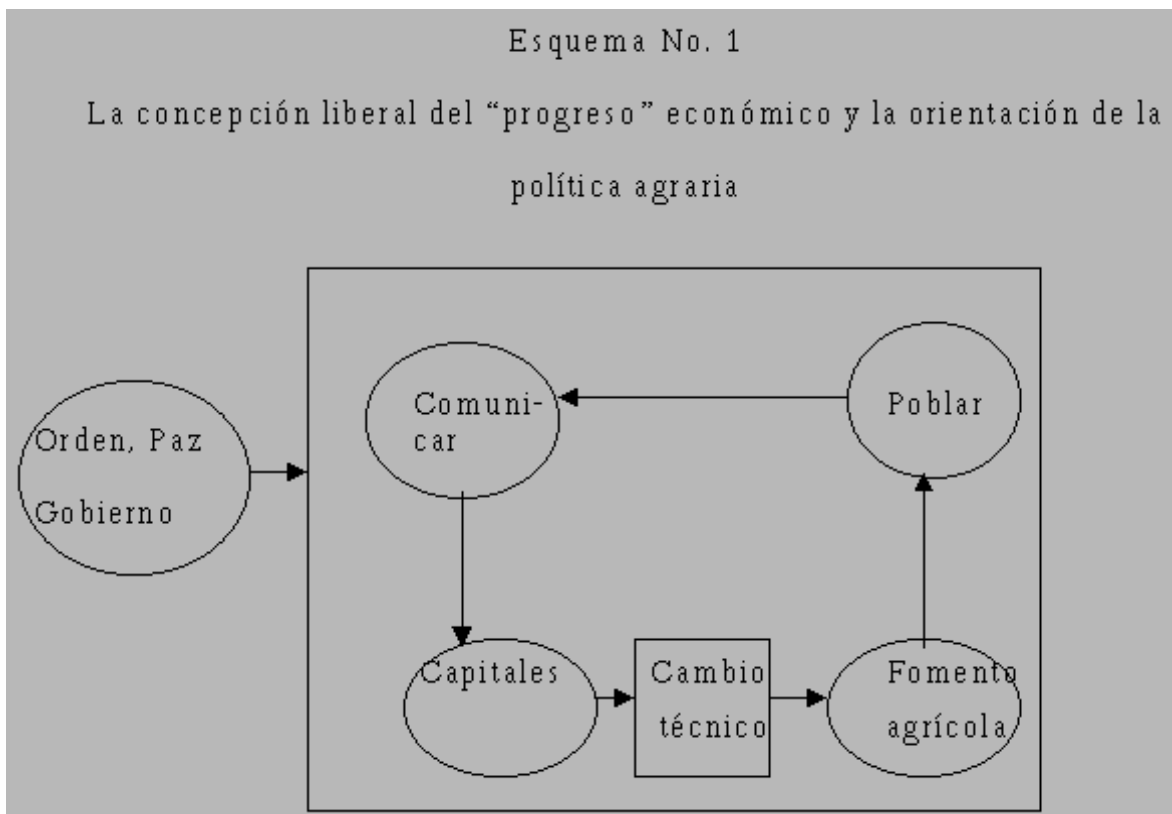 Esquema No. 1
La concepción liberal del “progreso” económico y la orientación de la
política agraria
Orden, Paz
Gobierno
Comuni-
car
Poblar
Capitales
Cambio
técnico
Fomento
agrícola